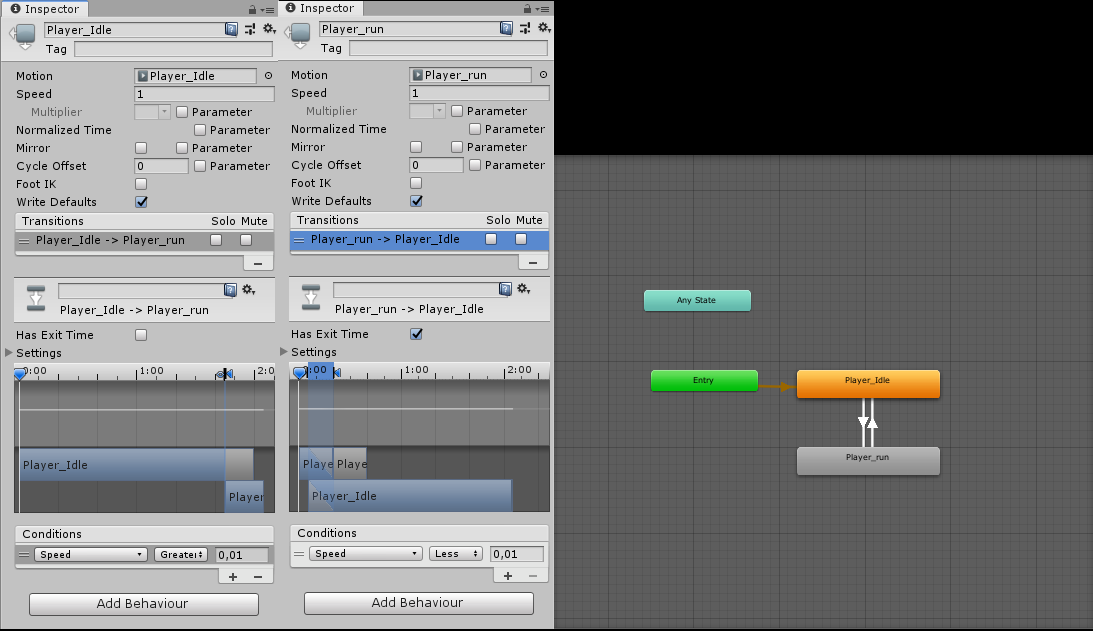 Inspector
Player_Idle
Tag
Motion Player_Idle
Speed 1
Multiplier Parameter
Normalized Time Parameter
Mirror Parameter
Cycle Offset 0 Parameter
Foot IK
Write Defaults
Transitions Solo Mute
Player_Idle -> Player_run
Player_Idle -> Player_run
Has Exit Time
Settings
0:00 1:00 2:0
Player_Idle
Player
Conditions
Speed Greater 0,01
Add Behaviour
Inspector
Player_run
Tag
Motion Player_run
Speed 1
Multiplier Parameter
Normalized Time Parameter
Mirror Parameter
Cycle Offset 0 Parameter
Foot IK
Write Defaults
Transitions Solo Mute
Player_run -> Player_Idle
Player_run -> Player_Idle
Has Exit Time
Settings
0:00 1:00 2:00
Playe Playe
Player_Idle
Conditions
Speed Less 0,01
Add Behaviour
Any State
Entry
Player_Idle
Player_run